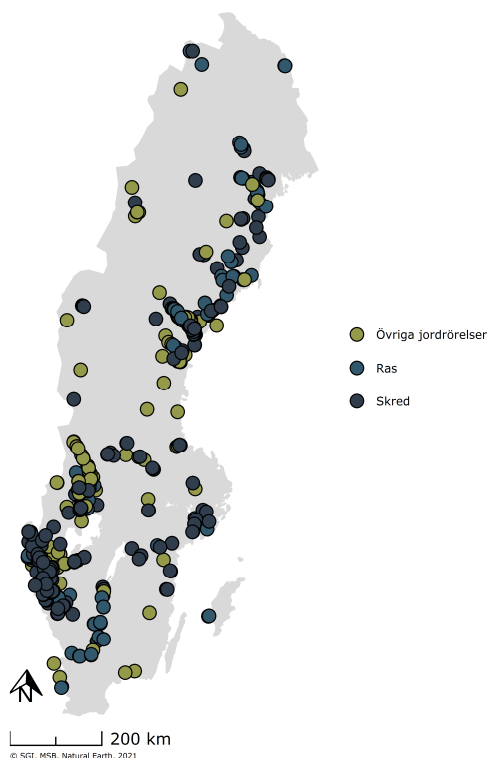 Övriga jordrörelser
Ras
Skred
N
200 km
© SGI, MSB, Natural Earth, 2021